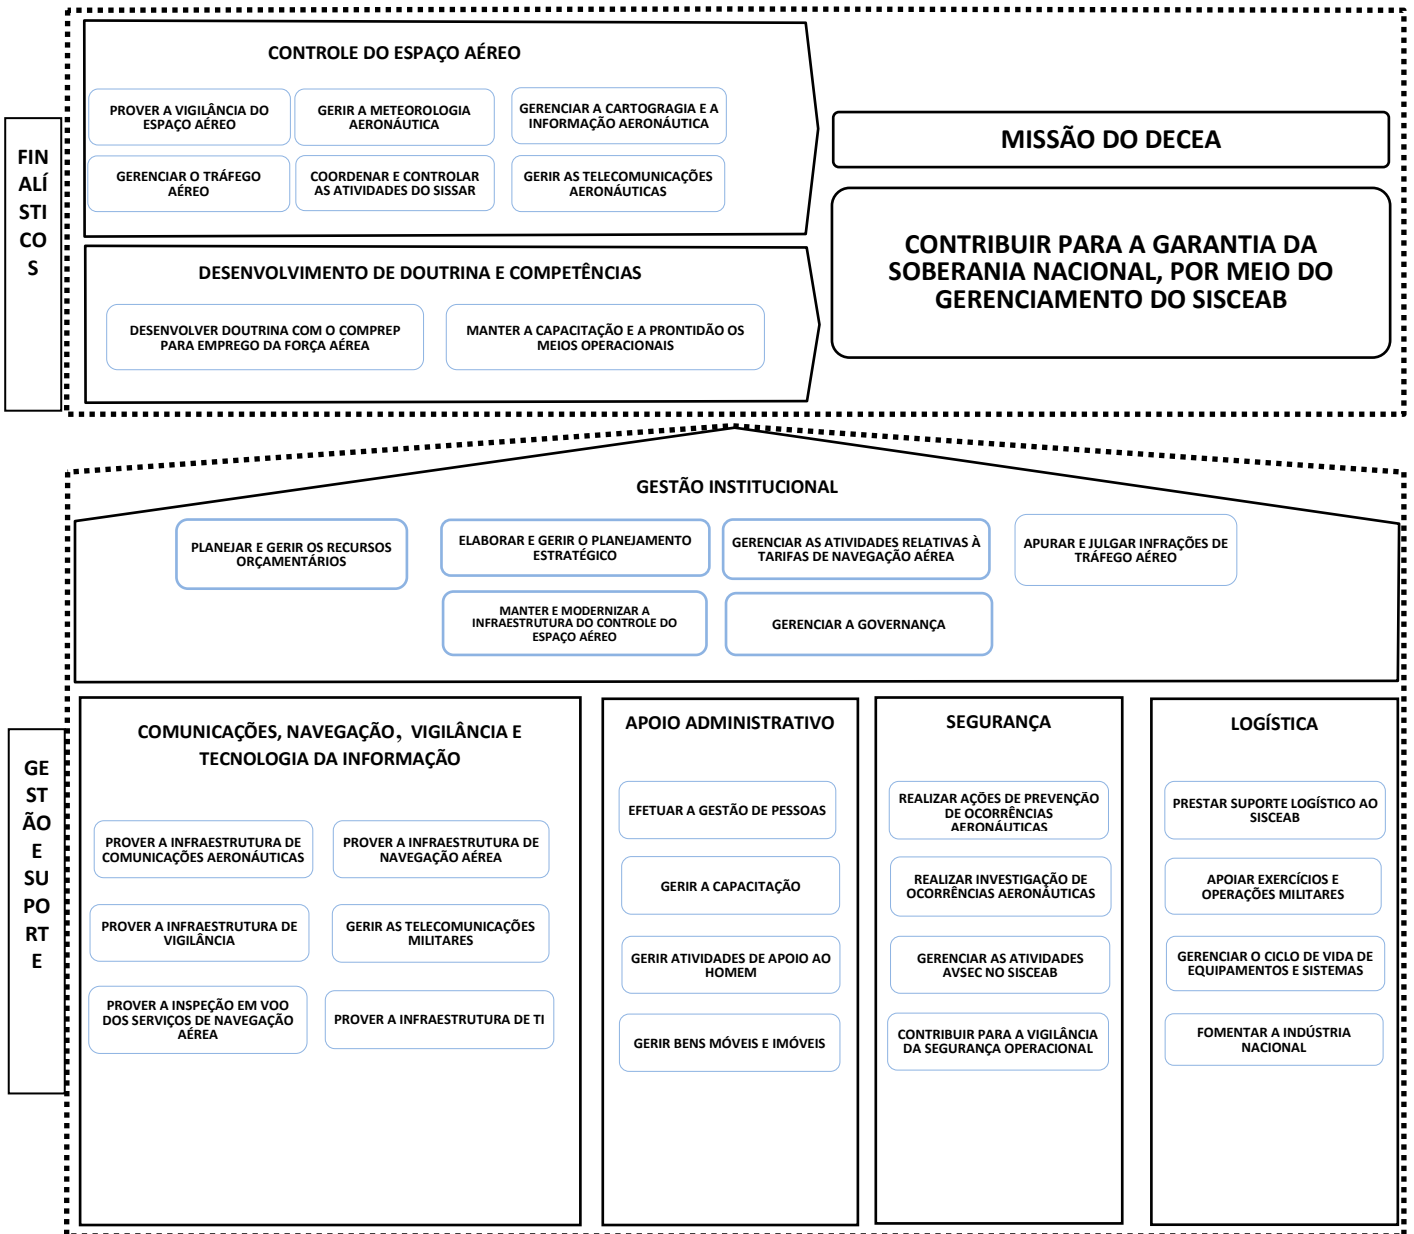 FIN
ALÍ
STI
CO
S
CONTROLE DO ESPAÇO AÉREO
PROVER A VIGILÂNCIA DO
ESPAÇO AÉREO
GERIR A METEOROLOGIA
AERONÁUTICA
GERENCIAR A CARTOGRAGIA E A
INFORMAÇÃO AERONÁUTICA
GERENCIAR O TRÁFEGO
AÉREO
COORDENAR E CONTROLAR
AS ATIVIDADES DO SISSAR
GERIR AS TELECOMUNICAÇÕES
AERONÁUTICAS
DESENVOLVIMENTO DE DOUTRINA E COMPETÊNCIAS
DESENVOLVER DOUTRINA COM O COMPREP
PARA EMPREGO DA FORÇA AÉREA
MANTER A CAPACITAÇÃO E A PRONTIDÃO OS
MEIOS OPERACIONAIS
MISSÃO DO DECEA
CONTRIBUIR PARA A GARANTIA DA
SOBERANIA NACIONAL, POR MEIO DO
GERENCIAMENTO DO SISCEAB
GE
ST
ÃO
E
SU
PO
RT
E
GESTÃO INSTITUCIONAL
PLANEJAR E GERIR OS RECURSOS
ORÇAMENTÁRIOS
ELABORAR E GERIR O PLANEJAMENTO
ESTRATÉGICO
GERENCIAR AS ATIVIDADES RELATIVAS À
TARIFAS DE NAVEGAÇÃO AÉREA
APURAR E JULGAR INFRAÇÕES DE
TRÁFEGO AÉREO
MANTER E MODERNIZAR A
INFRAESTRUTURA DO CONTROLE DO
ESPAÇO AÉREO
GERENCIAR A GOVERNANÇA
COMUNICAÇÕES, NAVEGAÇÃO, VIGILÂNCIA E
TECNOLOGIA DA INFORMAÇÃO
PROVER A INFRAESTRUTURA DE
COMUNICAÇÕES AERONÁUTICAS
PROVER A INFRAESTRUTURA DE
NAVEGAÇÃO AÉREA
PROVER A INFRAESTRUTURA DE
VIGILÂNCIA
GERIR AS TELECOMUNICAÇÕES
MILITARES
PROVER A INSPEÇÃO EM VOO
DOS SERVIÇOS DE NAVEGAÇÃO
AÉREA
PROVER A INFRAESTRUTURA DE TI
APOIO ADMINISTRATIVO
EFETUAR A GESTÃO DE PESSOAS
GERIR A CAPACITAÇÃO
GERIR ATIVIDADES DE APOIO AO
HOMEM
GERIR BENS MÓVEIS E IMÓVEIS
SEGURANÇA
REALIZAR AÇÕES DE PREVENÇÃO
DE OCORRÊNCIAS
AERONÁUTICAS
REALIZAR INVESTIGAÇÃO DE
OCORRÊNCIAS AERONÁUTICAS
GERENCIAR AS ATIVIDADES
AVSEC NO SISCEAB
CONTRIBUIR PARA A VIGILÂNCIA
DA SEGURANÇA OPERACIONAL
LOGÍSTICA
PRESTAR SUPORTE LOGÍSTICO AO
SISCEAB
APOIAR EXERCÍCIOS E
OPERAÇÕES MILITARES
GERENCIAR O CICLO DE VIDA DE
EQUIPAMENTOS E SISTEMAS
FOMENTAR A INDÚSTRIA
NACIONAL